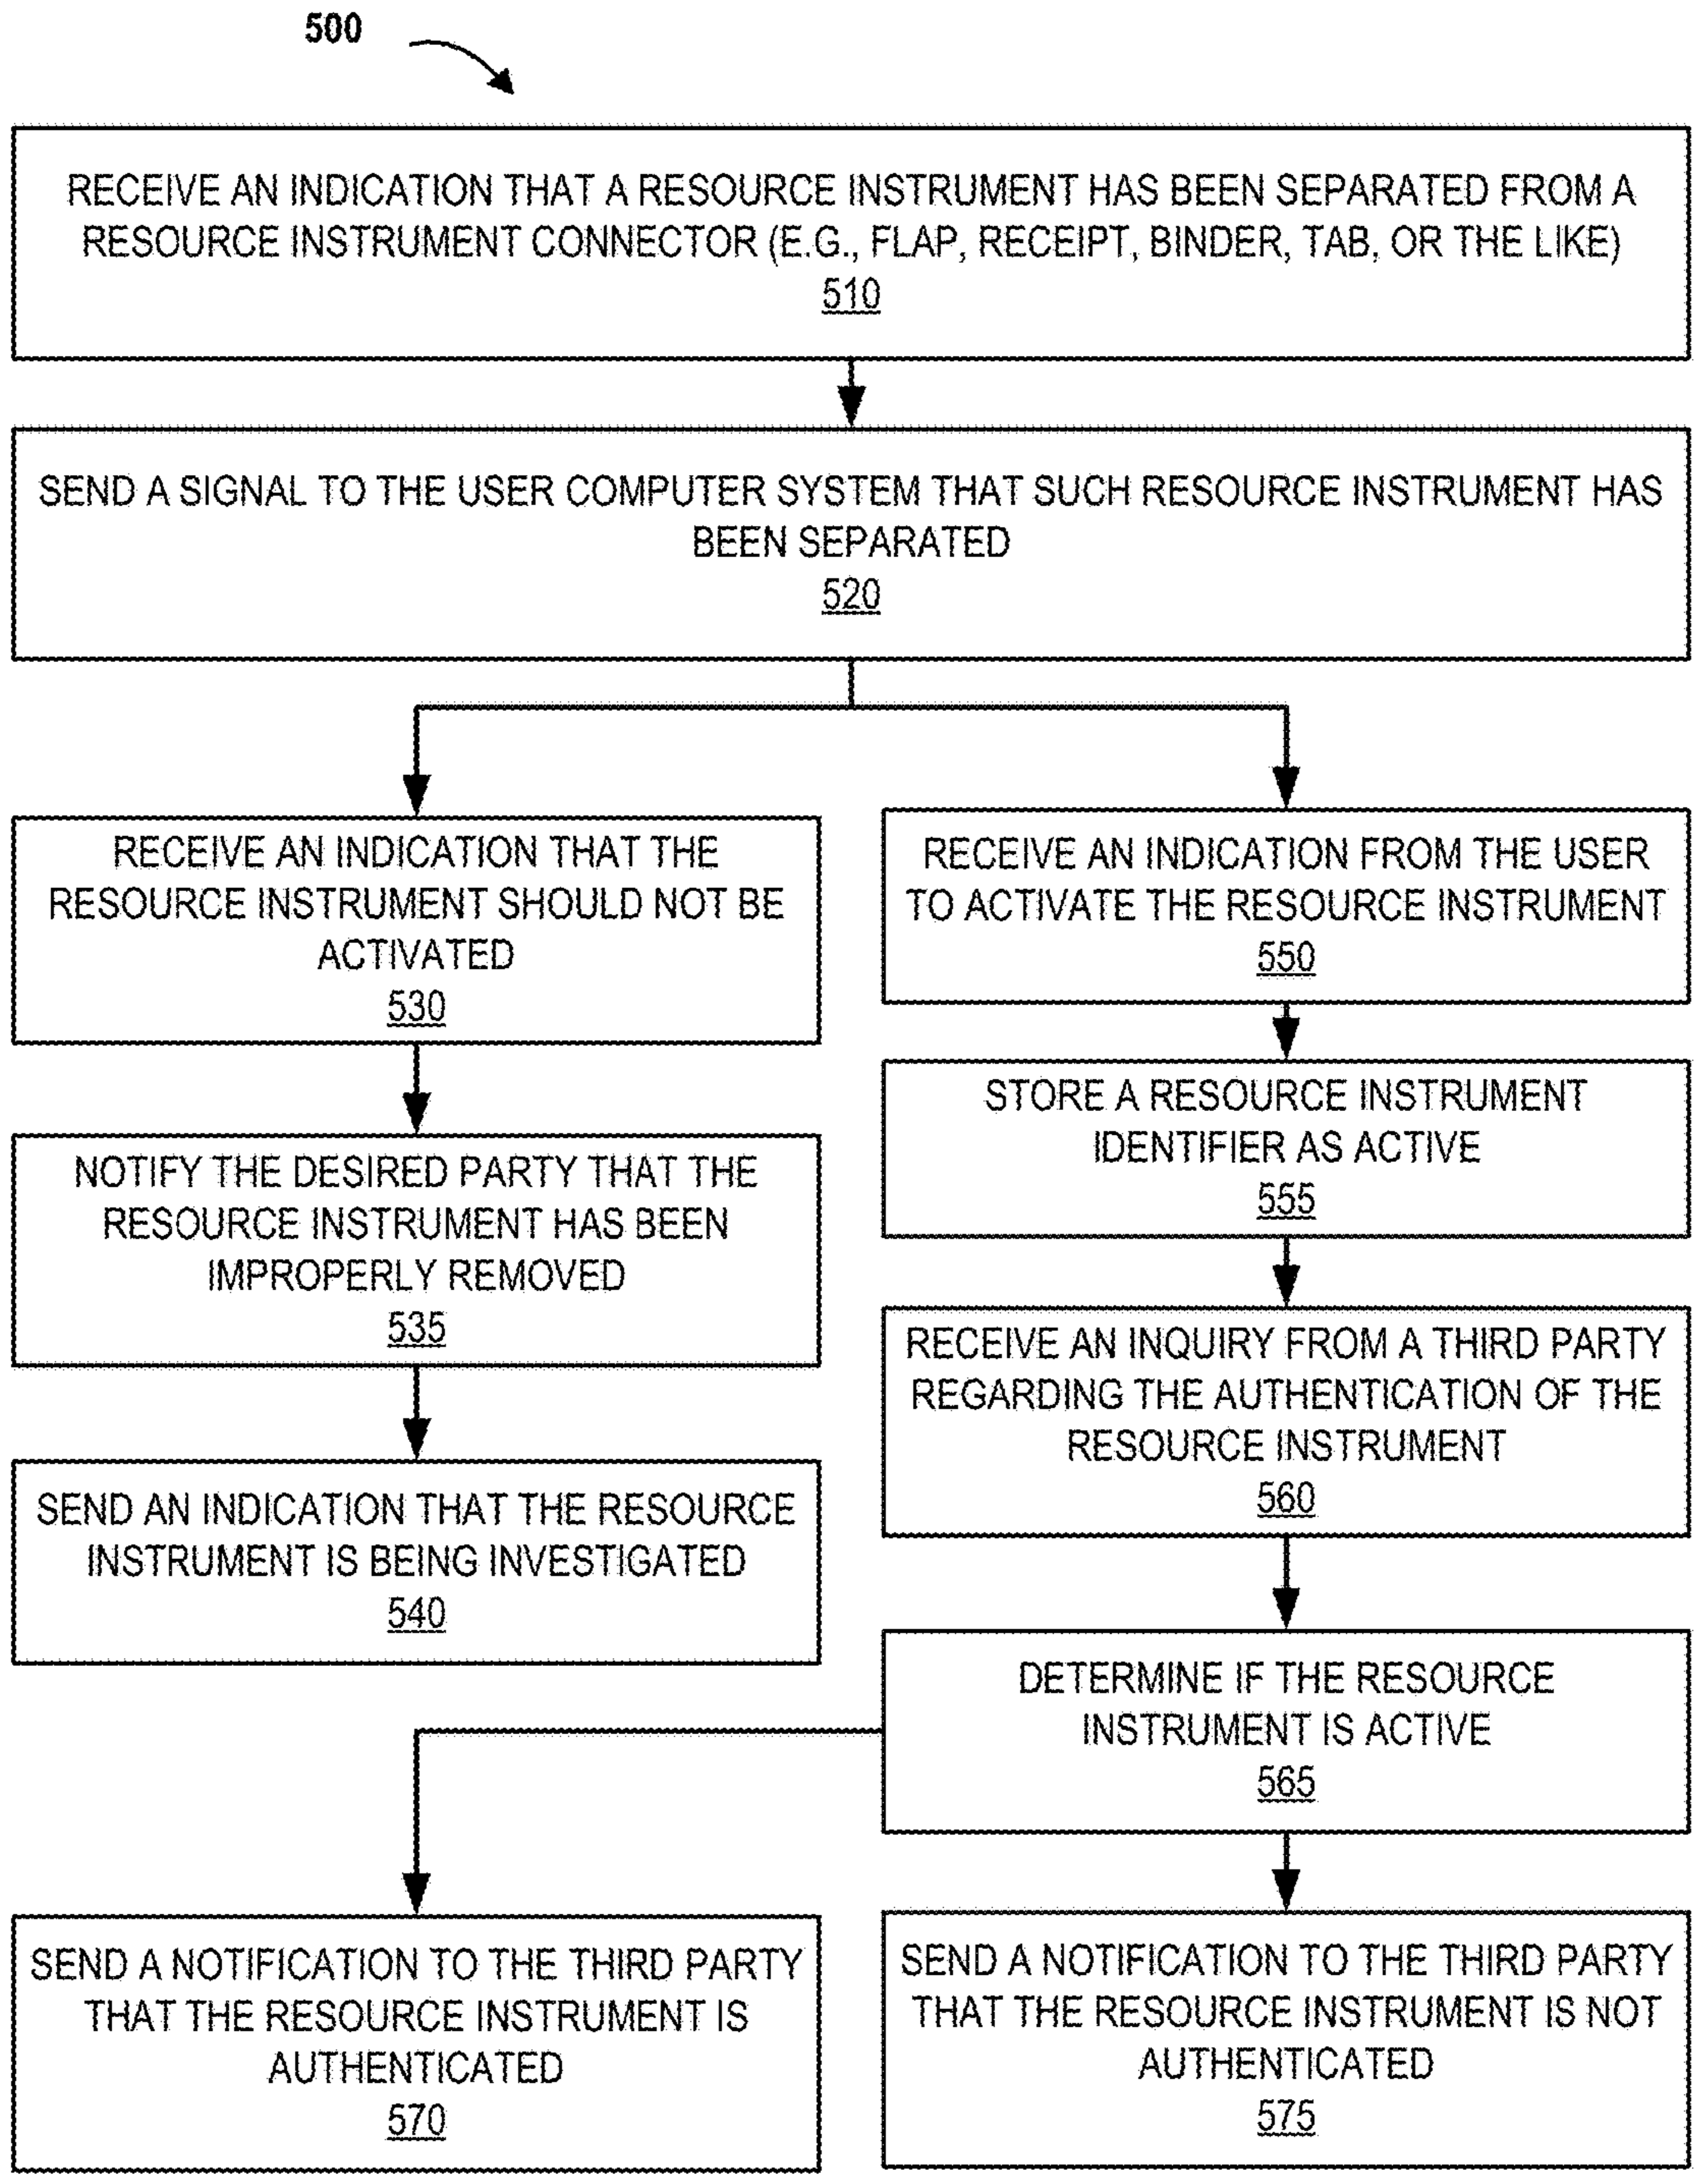 500
RECEIVE AN INDICATION THAT A RESOURCE INSTRUMENT HAS BEEN SEPARATED FROM A
RESOURCE INSTRUMENT CONNECTOR (E.G., FLAP, RECEIPT, BINDER, TAB, OR THE LIKE)
510
SEND A SIGNAL TO THE USER COMPUTER SYSTEM THAT SUCH RESOURCE INSTRUMENT HAS
BEEN SEPARATED
520
RECEIVE AN INDICATION THAT THE
RESOURCE INSTRUMENT SHOULD NOT BE
ACTIVATED
530
NOTIFY THE DESIRED PARTY THAT THE
RESOURCE INSTRUMENT HAS BEEN
IMPROPERLY REMOVED
535
SEND AN INDICATION THAT THE RESOURCE
INSTRUMENT IS BEING INVESTIGATED
540
RECEIVE AN INDICATION FROM THE USER
TO ACTIVATE THE RESOURCE INSTRUMENT
550
STORE A RESOURCE INSTRUMENT
IDENTIFIER AS ACTIVE
555
RECEIVE AN INQUIRY FROM A THIRD PARTY
REGARDING THE AUTHENTICATION OF THE
RESOURCE INSTRUMENT
560
DETERMINE IF THE RESOURCE
INSTRUMENT IS ACTIVE
565
SEND A NOTIFICATION TO THE THIRD PARTY
THAT THE RESOURCE INSTRUMENT IS
AUTHENTICATED
570
SEND A NOTIFICATION TO THE THIRD PARTY
THAT THE RESOURCE INSTRUMENT IS NOT
AUTHENTICATED
575